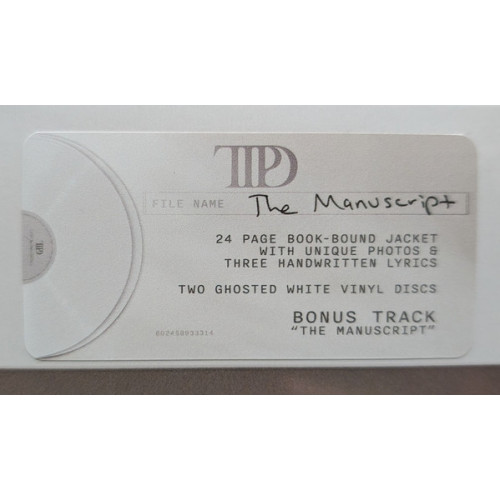 TTPD
FILE NAME The Manuscript
24 PAGE BOOK-BOUND JACKET
WITH UNIQUE PHOTOS &
THREE HANDWRITTEN LYRICS
TWO GHOSTED WHITE VINYL DISCS
BONUS TRACK
"THE MANUSCRIPT"